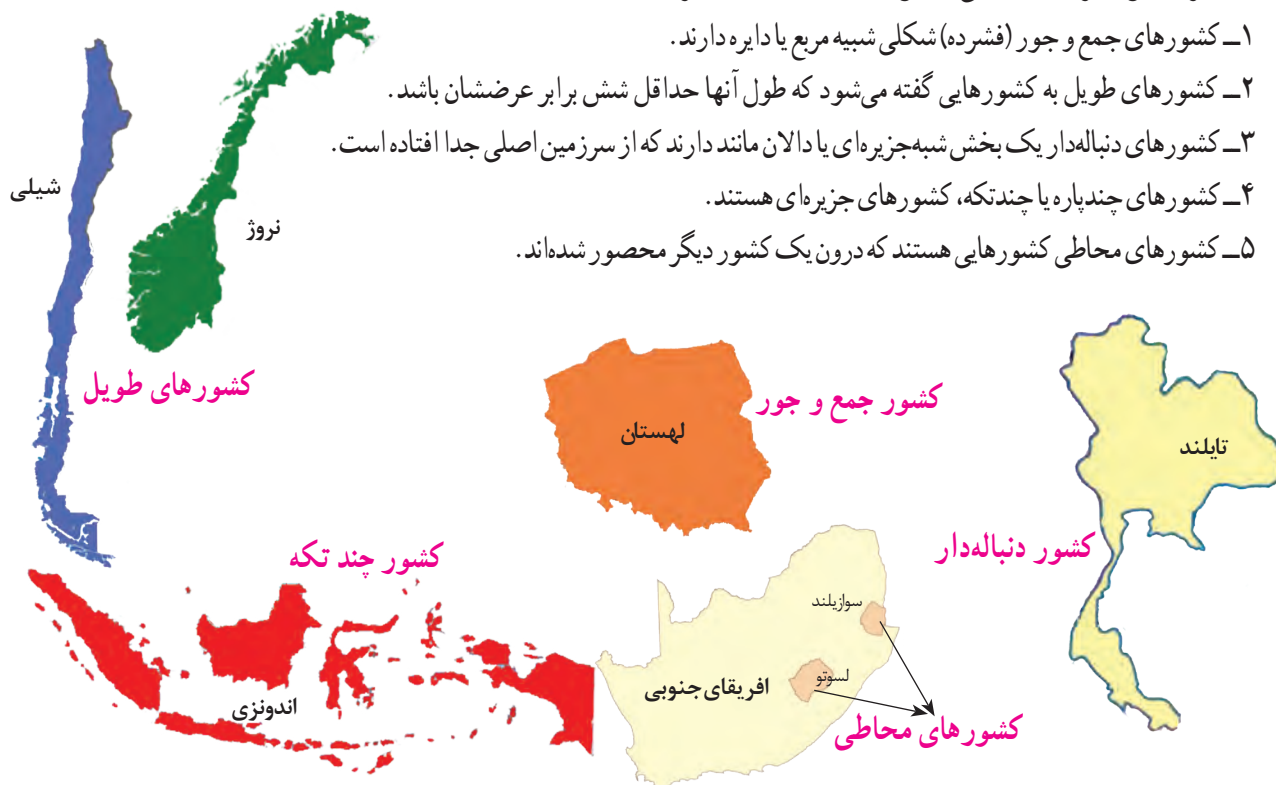 ۱ــ کشورهای جمع و جور (فشرده) شکلی شبیه مربع یا دایره دارند.
۲ــ کشورهای طویل به کشورهایی گفته می‌شود که طول آنها حداقل شش برابر عرضشان باشد.
۳ــ کشورهای دنباله‌دار یک بخش شبه‌جزیره‌ای یا دالان مانند دارند که از سرزمین اصلی جدا افتاده است.
۴ــ کشورهای چندپاره یا چندتکه، کشورهای جزیره‌ای هستند.
۵ــ کشورهای محاطی کشورهایی هستند که درون یک کشور دیگر محصور شده‌اند.
شیلی
نروژ
کشورهای طویل
کشور جمع و جور
لهستان
تایلند
کشور دنباله‌دار
کشور چند تکه
اندونزی
سوازیلند
لسوتو
افریقای جنوبی
کشورهای محاطی